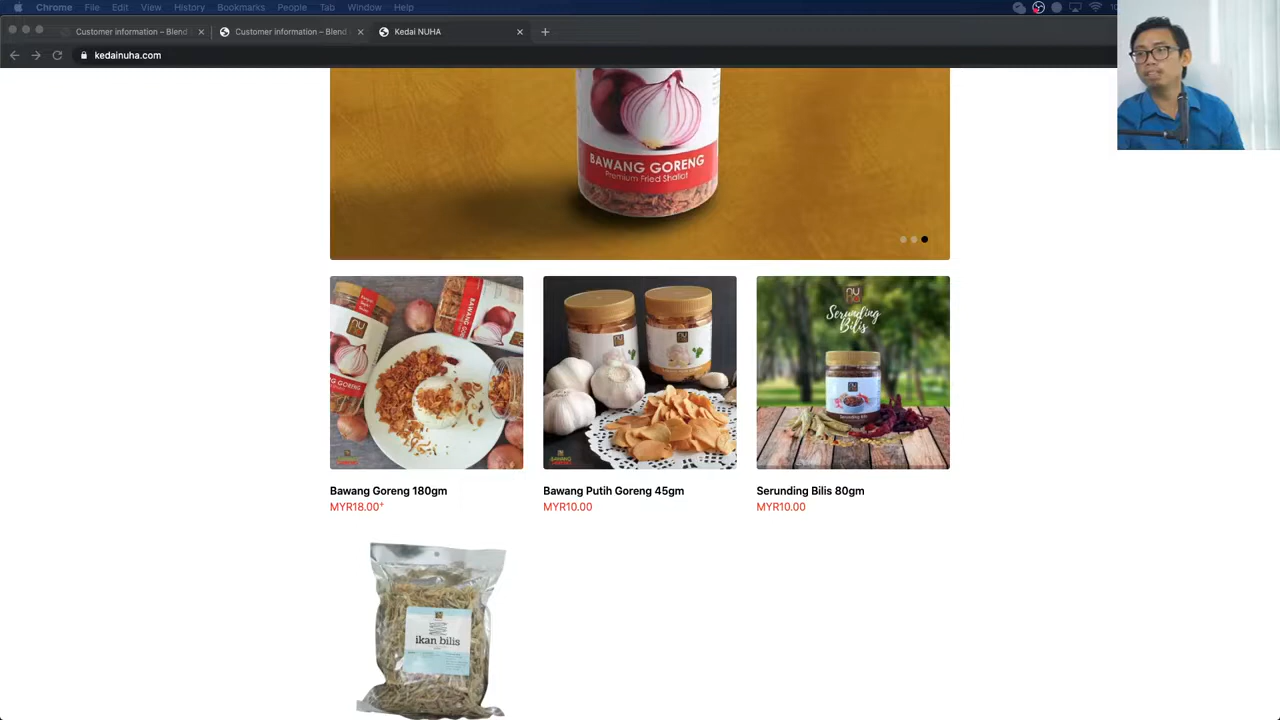 Chrome File Edit View History Bookmarks People Tab Window Help
Customer information – Blend
Customer information – Blend
Kedai NUHA
kedainuha.com
BAWANG GORENG
Premium Fried Shallot
Bawang Goreng 180gm
MYR18.00+
Bawang Putih Goreng 45gm
MYR10.00
Serunding Bilis
Serunding Bilis 80gm
MYR10.00
ikan bilis